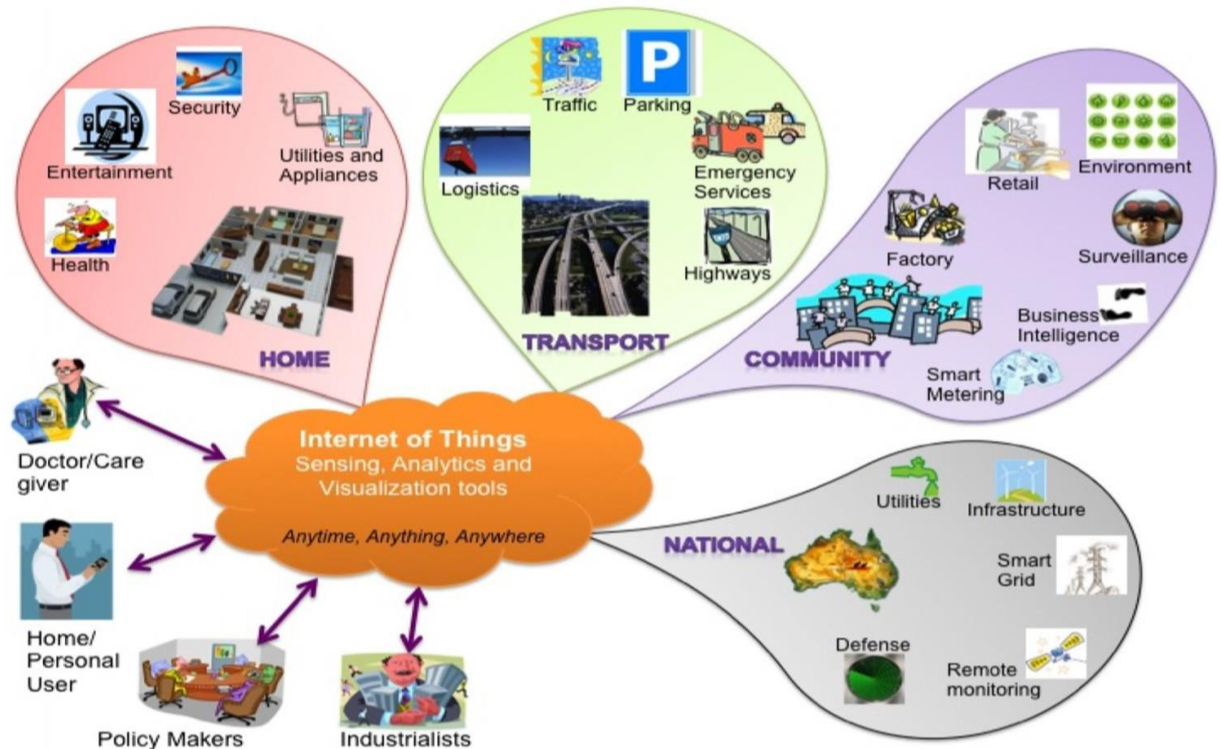 Security
Entertainment
Utilities and
Appliances
Health
HOME
Traffic
P
Parking
Logistics
Emergency
Services
Highways
TRANSPORT
Retail
Environment
Factory
Surveillance
Business
Intelligence
Smart
Metering
COMMUNITY
Internet of Things
Sensing, Analytics and
Visualization tools
Anytime, Anything, Anywhere
Doctor/Care
giver
Home/
Personal
User
Policy Makers
Industrialists
NATIONAL
Utilities
Infrastructure
Smart
Grid
Defense
Remote
monitoring